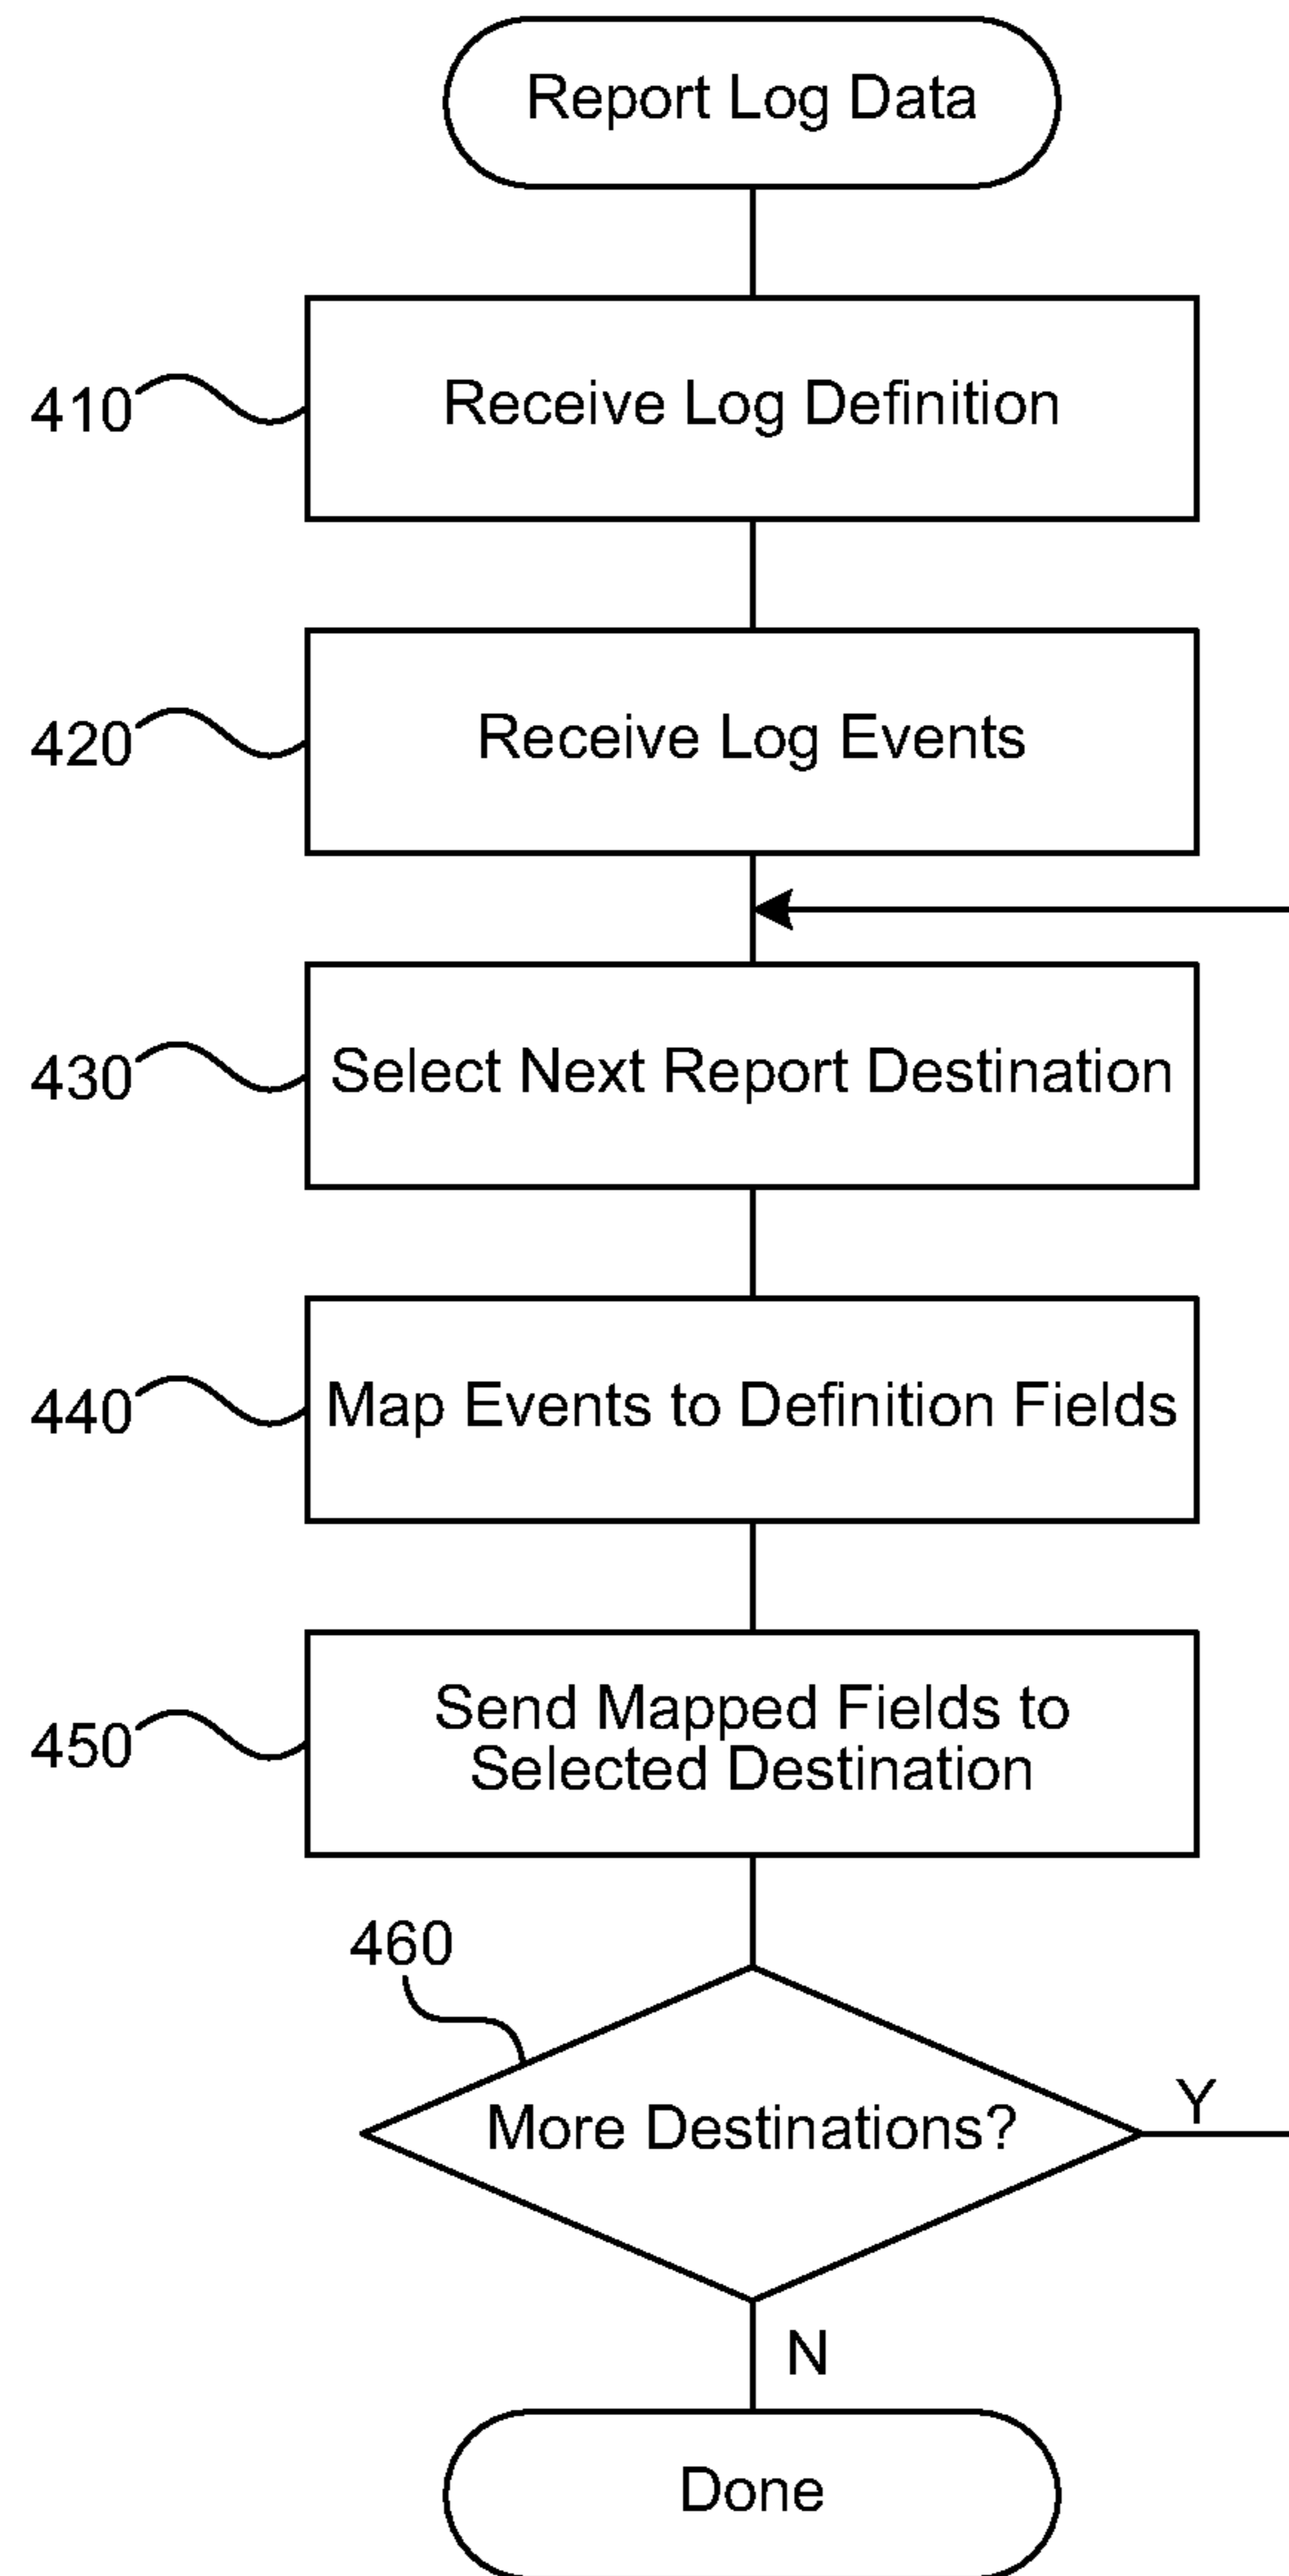 Report Log Data
410
Receive Log Definition
420
Receive Log Events
430
Select Next Report Destination
440
Map Events to Definition Fields
450
Send Mapped Fields to
Selected Destination
460
More Destinations?
Y
N
Done